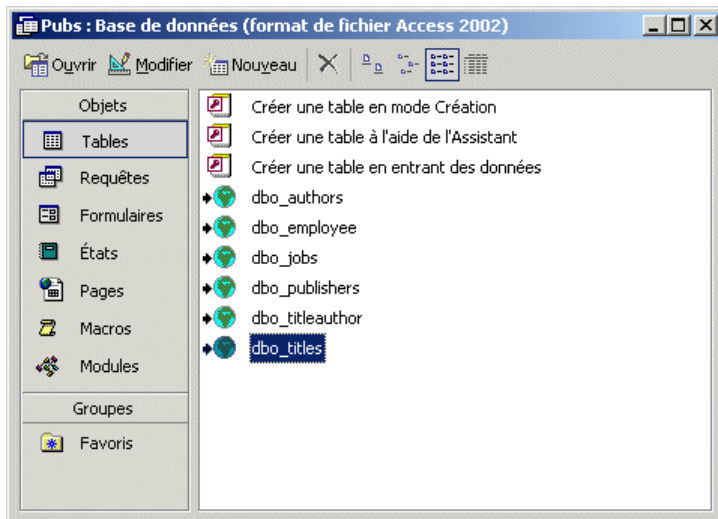 Pubs : Base de données (format de fichier Access 2002)
Ouvrir Modifier Nouveau
Objets
Tables
Requêtes
Formulaires
États
Pages
Macros
Modules
Groupes
Favoris
Créer une table en mode Création
Créer une table à l'aide de l'Assistant
Créer une table en entrant des données
dbo_authors
dbo_employee
dbo_jobs
dbo_publishers
dbo_titleauthor
dbo_titles